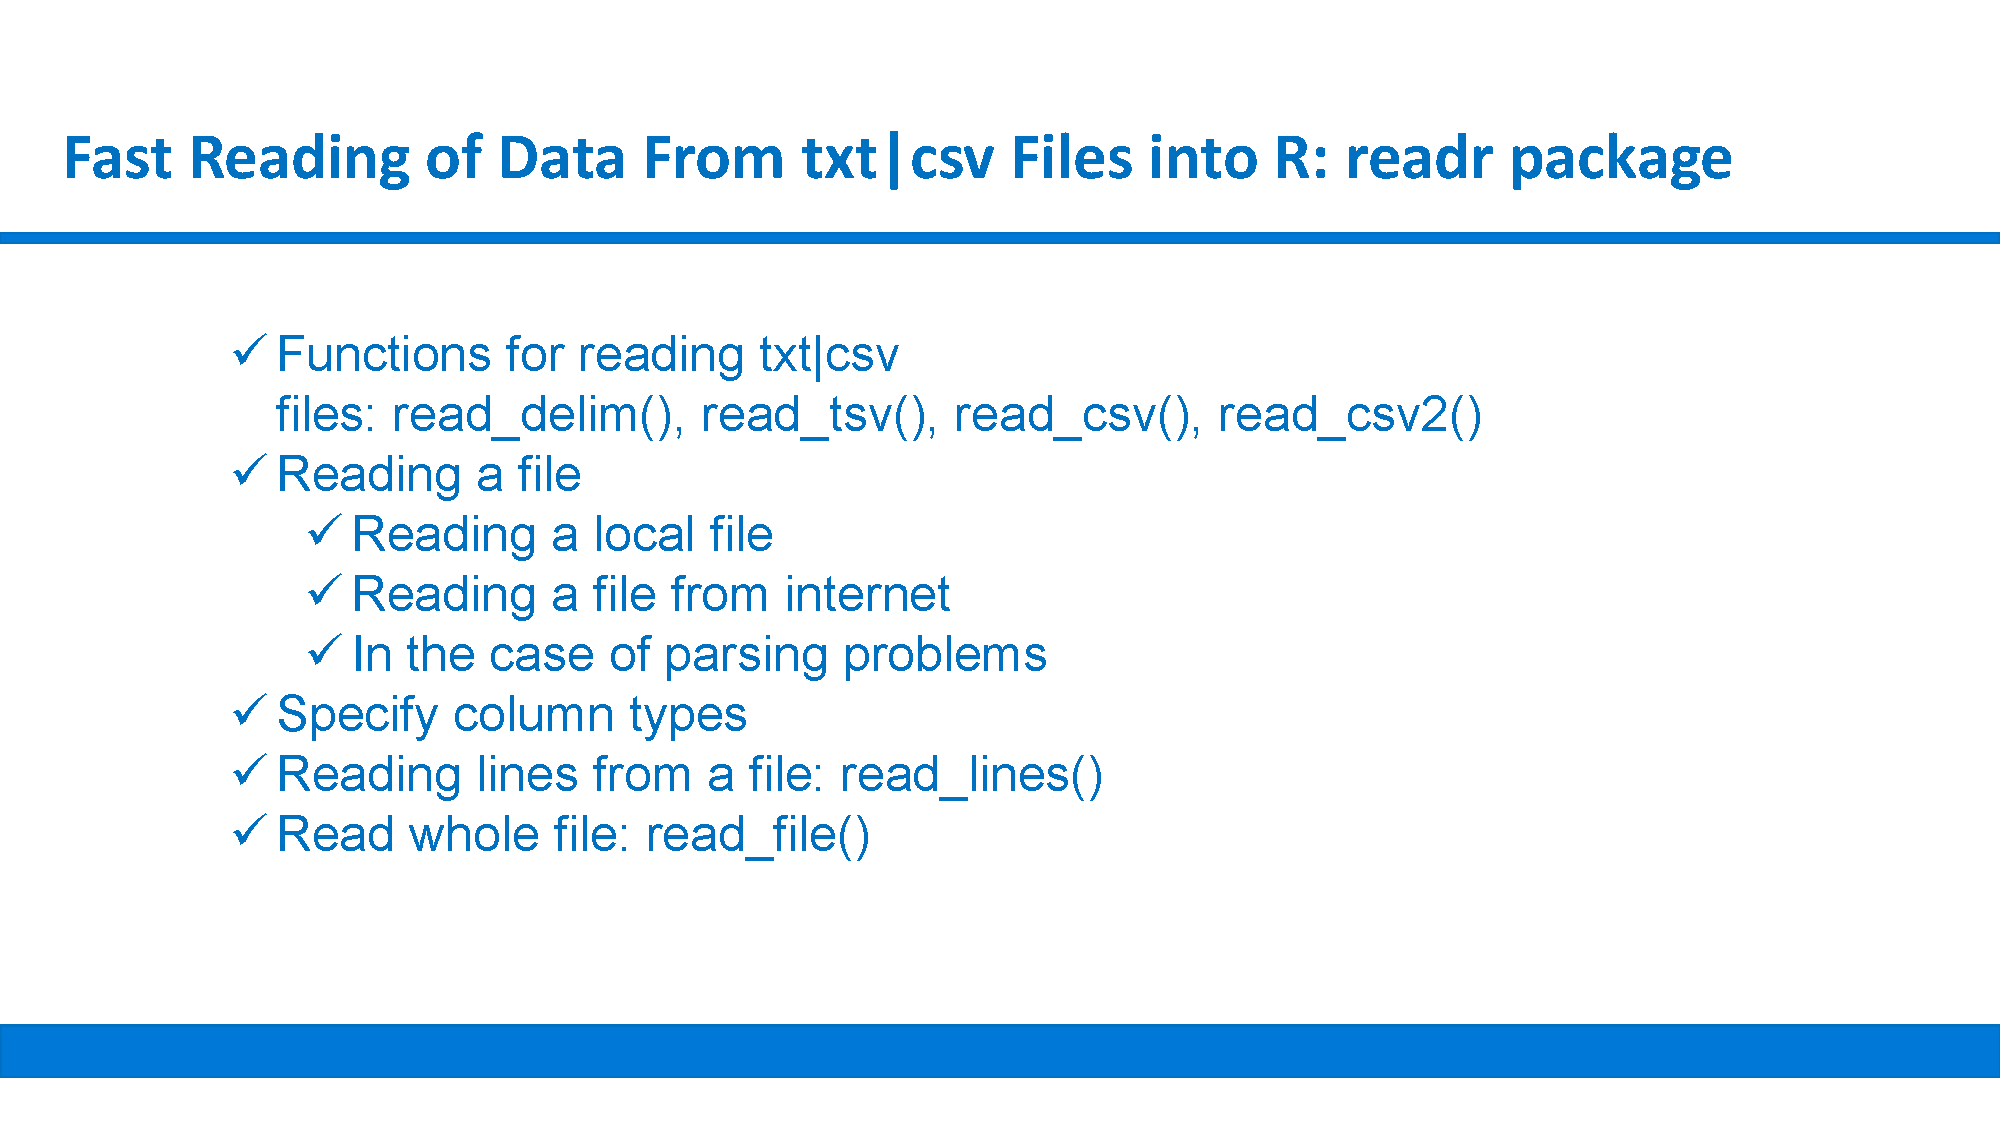 Fast Reading of Data From txt|csv Files into R: readr package
✓ Functions for reading txt|csv
files: read_delim(), read_tsv(), read_csv(), read_csv2()
✓ Reading a file
✓ Reading a local file
✓ Reading a file from internet
✓ In the case of parsing problems
✓ Specify column types
✓ Reading lines from a file: read_lines()
✓ Read whole file: read_file()